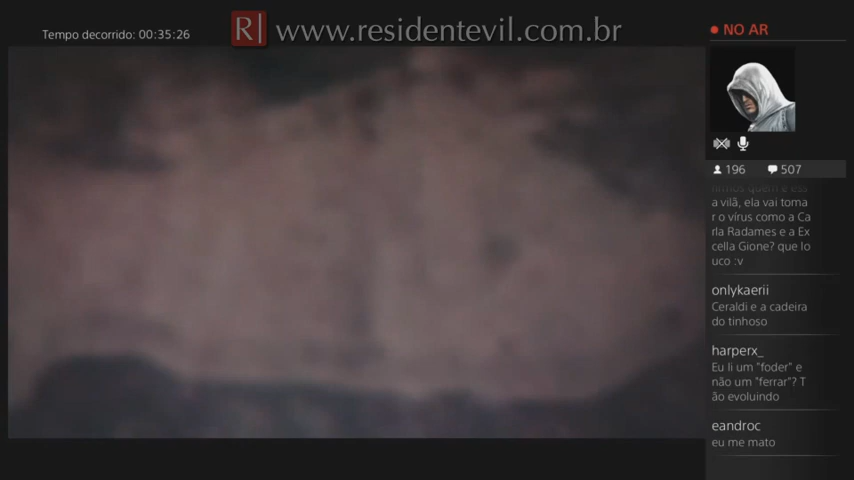 Tempo decorrido: 00:35:26
R| www.residentevil.com.br
NO AR
196 507
a vilã, ela vai toma
r o vírus como a Ca
rla Radames e a Ex
cella Gione? que lo
uco :v
onlykaerii
Ceraldi e a cadeira
do tinhoso
harperx_
Eu li um "foder" e
não um "ferrar"? T
ão evoluindo
eandroc
eu me mato